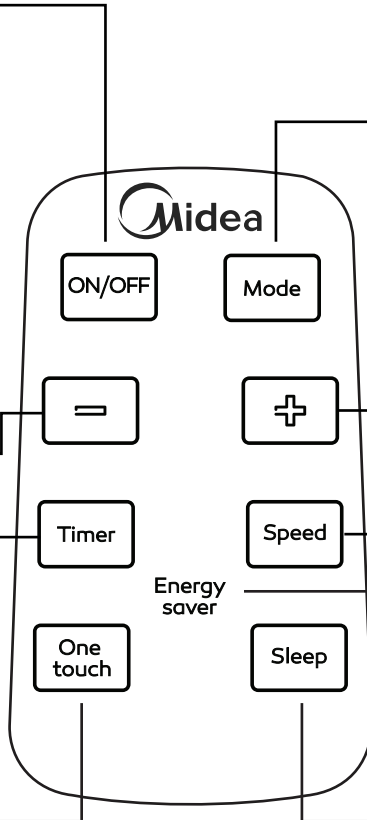 Midea
ON/OFF
Mode
−
+
Timer
Speed
Energy
saver
One
touch
Sleep